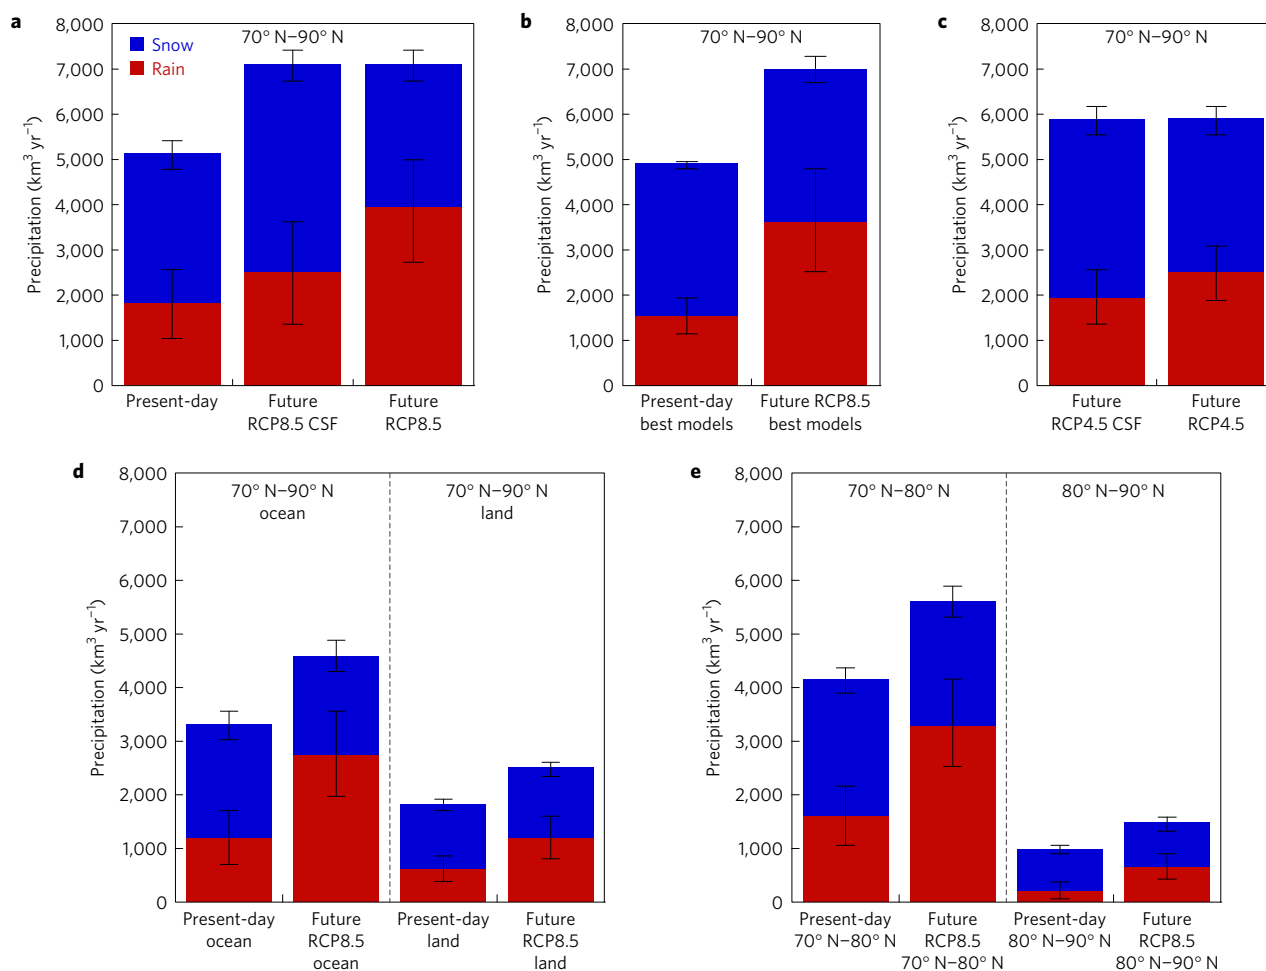 a
8,000
7,000
6,000
5,000
4,000
3,000
2,000
1,000
0
Precipitation (km³ yr⁻¹)
70° N–90° N
Snow
Rain
Present-day
Future
RCP8.5 CSF
Future
RCP8.5
b
8,000
7,000
6,000
5,000
4,000
3,000
2,000
1,000
0
Precipitation (km³ yr⁻¹)
70° N–90° N
Present-day
best models
Future RCP8.5
best models
c
8,000
7,000
6,000
5,000
4,000
3,000
2,000
1,000
0
Precipitation (km³ yr⁻¹)
70° N–90° N
Future
RCP4.5 CSF
Future
RCP4.5
d
8,000
7,000
6,000
5,000
4,000
3,000
2,000
1,000
0
Precipitation (km³ yr⁻¹)
70° N–90° N
ocean
70° N–90° N
land
Present-day
ocean
Future
RCP8.5
ocean
Present-day
land
Future
RCP8.5
land
e
8,000
7,000
6,000
5,000
4,000
3,000
2,000
1,000
0
Precipitation (km³ yr⁻¹)
70° N–80° N
80° N–90° N
Present-day
70° N–80° N
Future
RCP8.5
70° N–80° N
Present-day
80° N–90° N
Future
RCP8.5
80° N–90° N